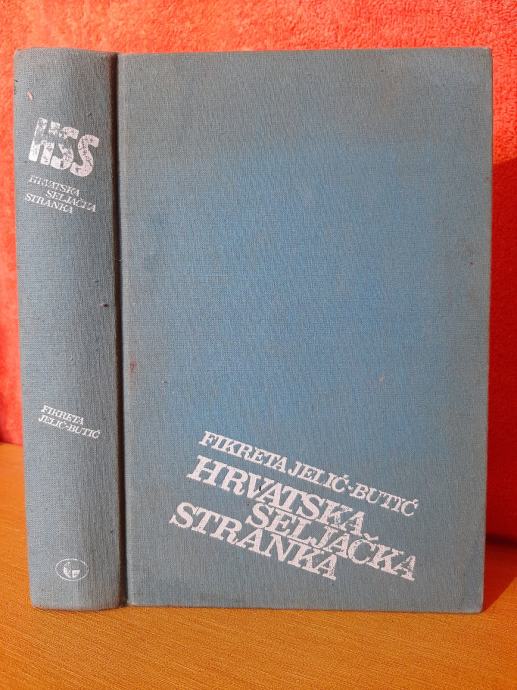 HSS
HRVATSKA
SELJAČKA
STRANKA
FIKRETA
JELIĆ-BUTIĆ
FIKRETA JELIĆ-BUTIĆ
HRVATSKA
SELJAČKA
STRANKA